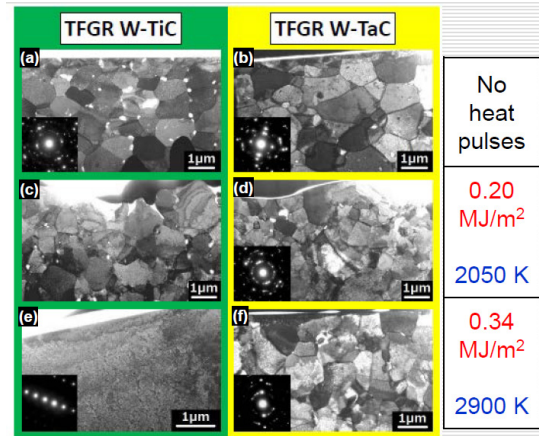 TFGR W-TiC
TFGR W-TaC
(a)
1µm
(b)
1µm
No
heat
pulses
(c)
1µm
(d)
1µm
0.20
MJ/m²
2050 K
(e)
1µm
(f)
1µm
0.34
MJ/m²
2900 K